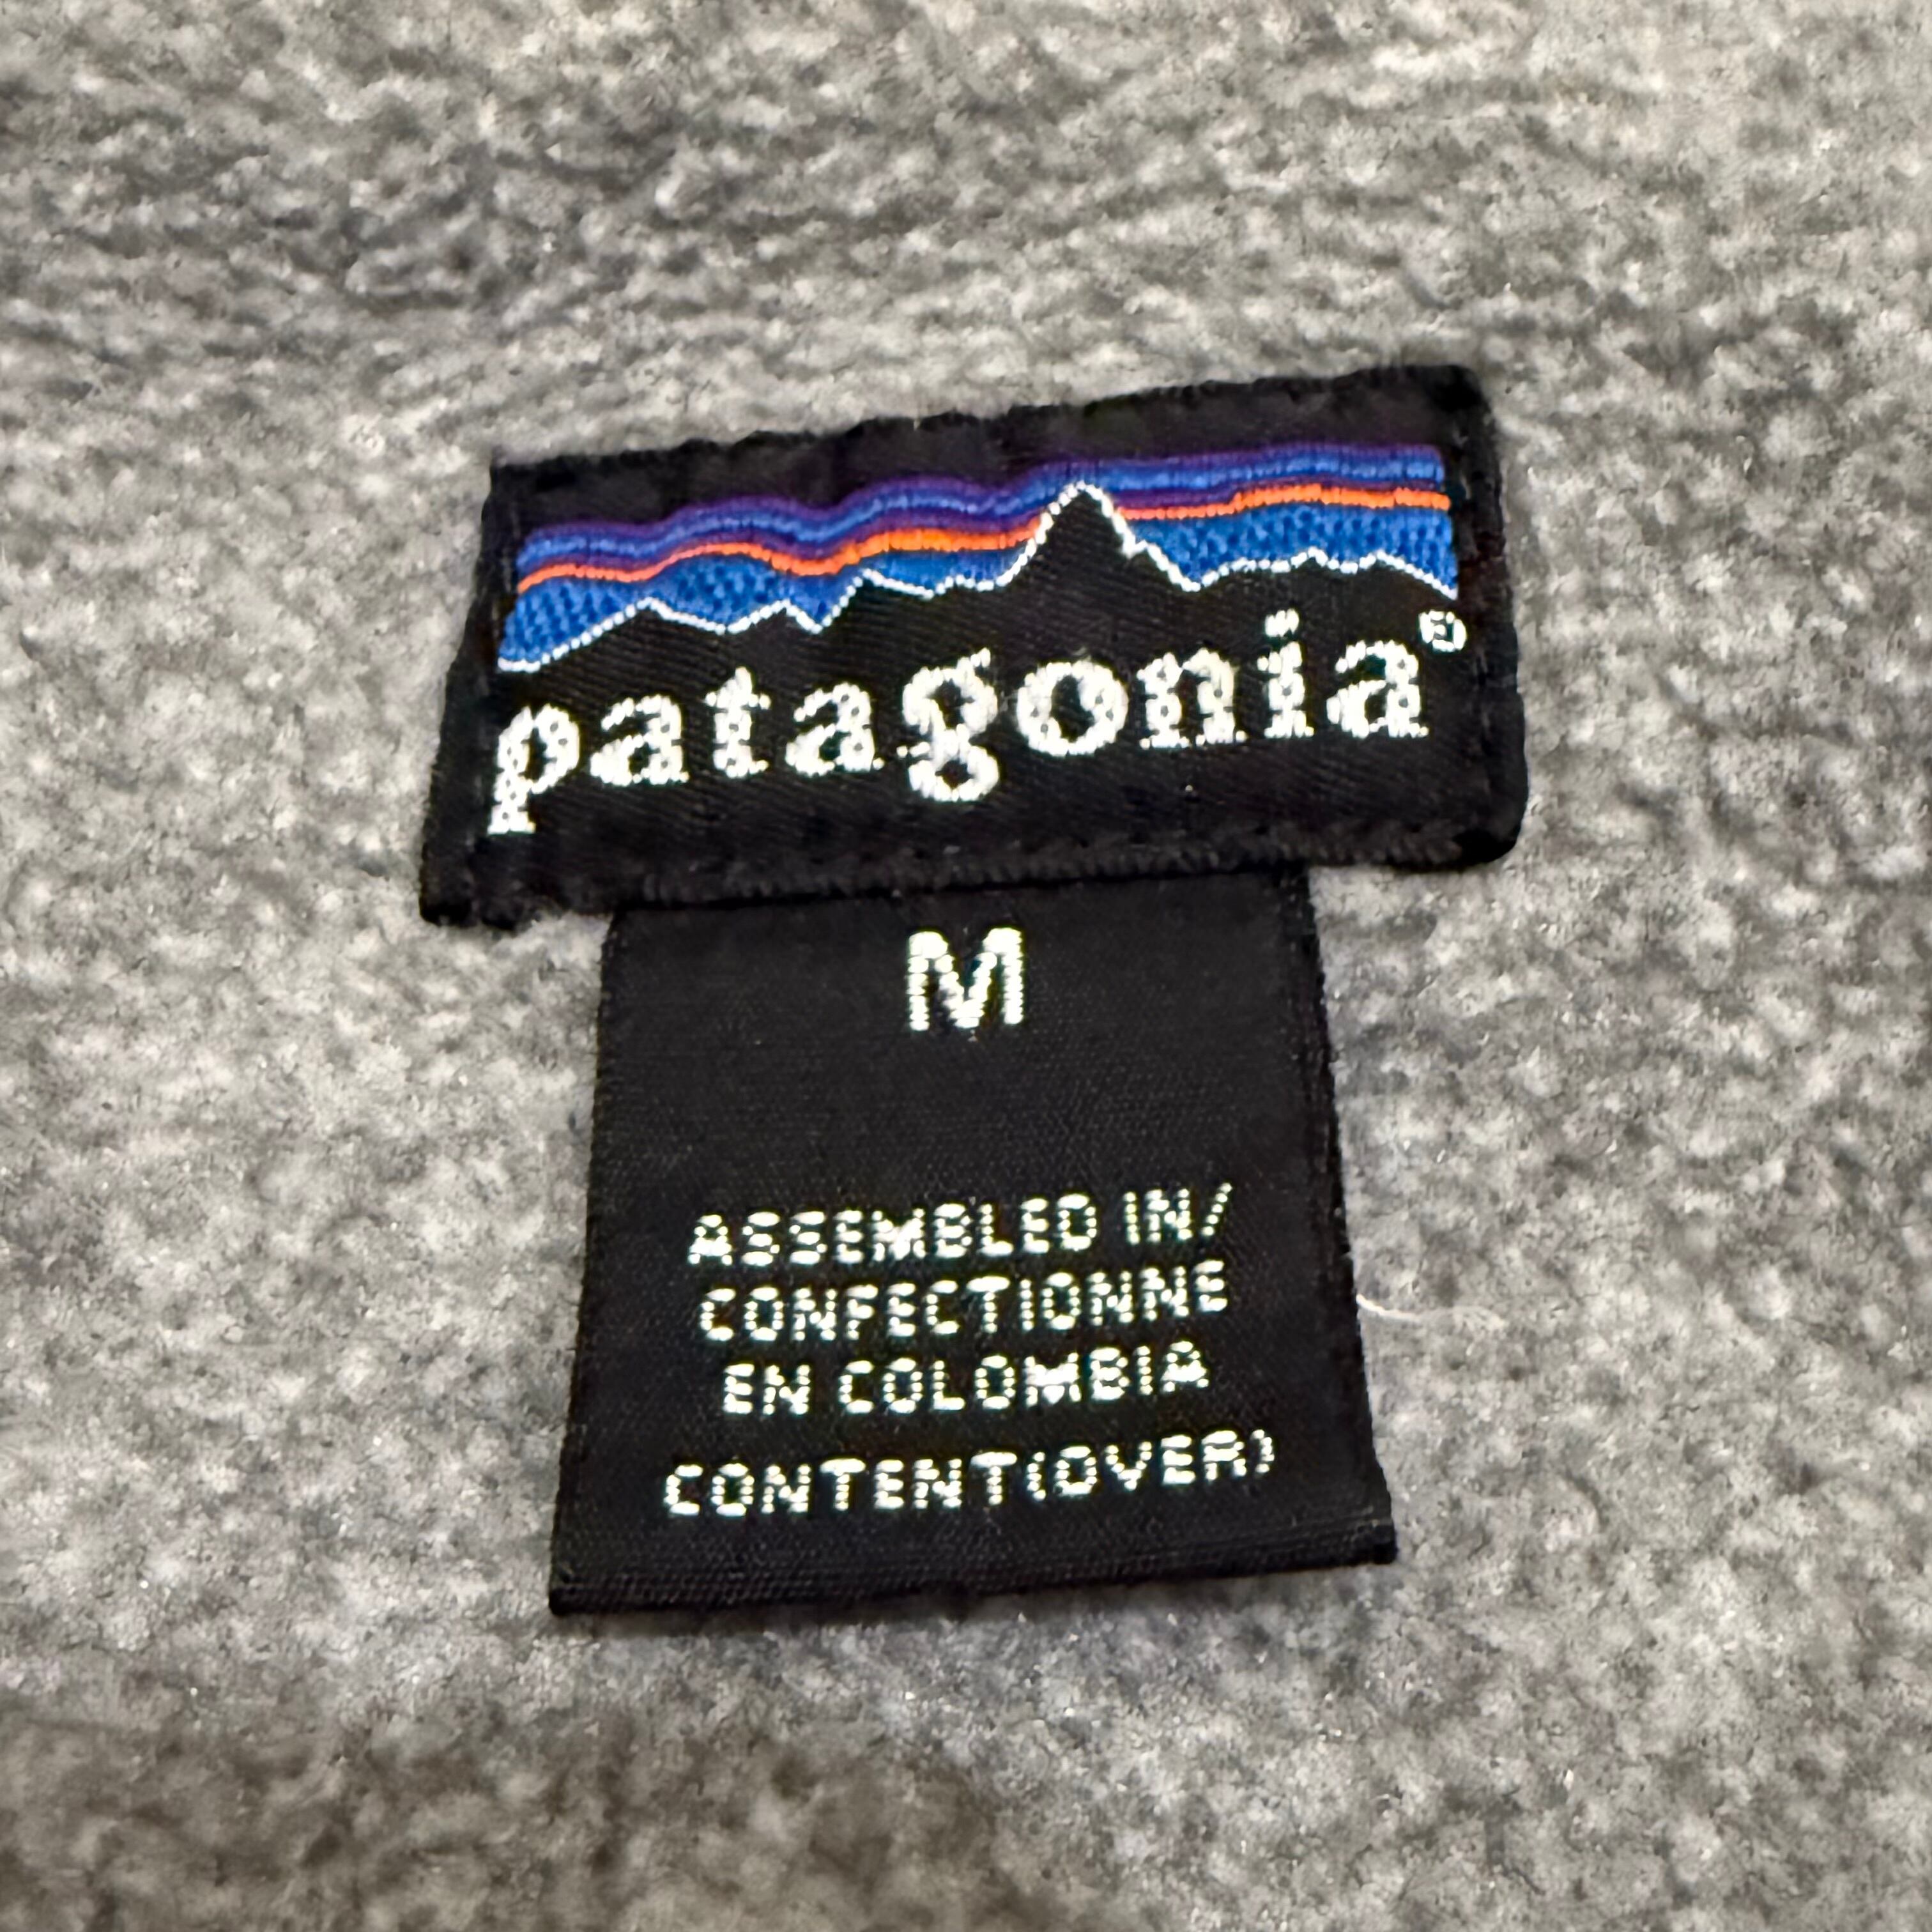 patagonia®
M
ASSEMBLED IN/
CONFECTIONNE
EN COLOMBIA
CONTENT(OVER)